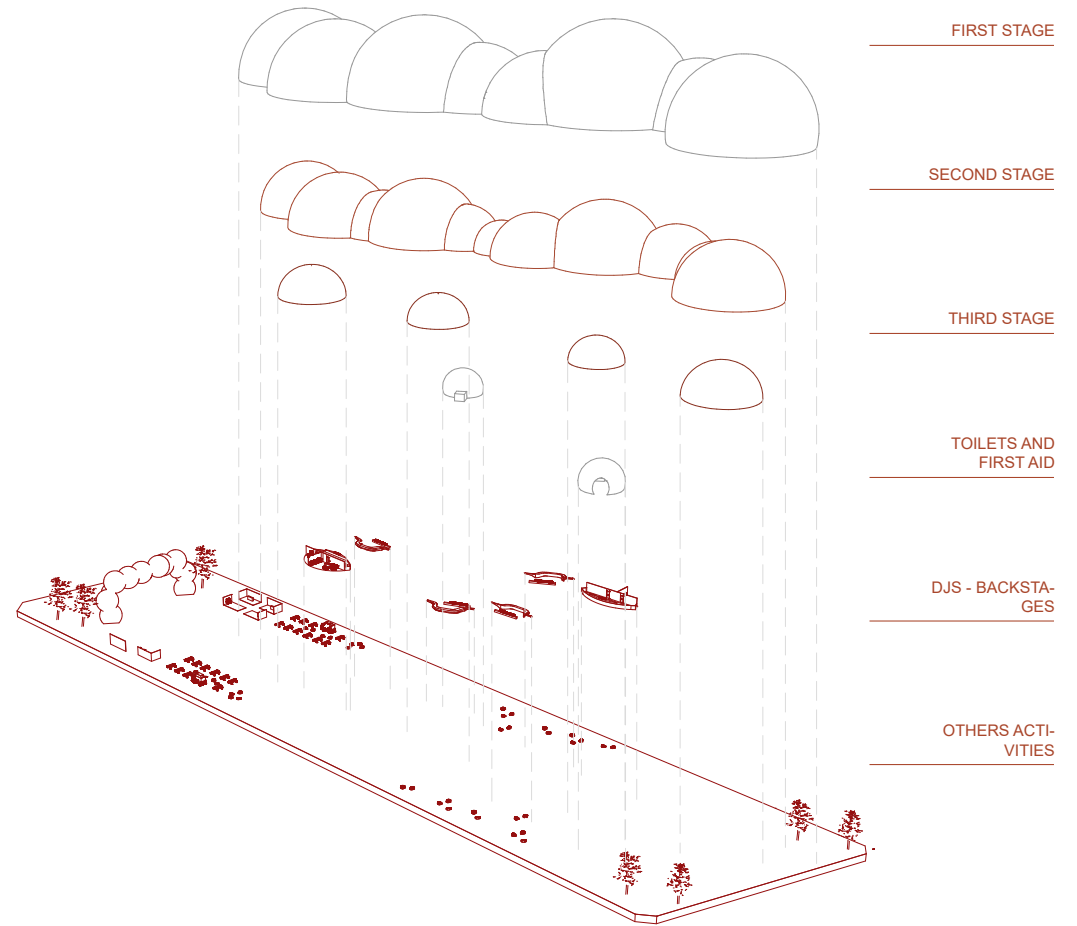 FIRST STAGE
SECOND STAGE
THIRD STAGE
TOILETS AND
FIRST AID
DJS - BACKSTA-
GES
OTHERS ACTI-
VITIES